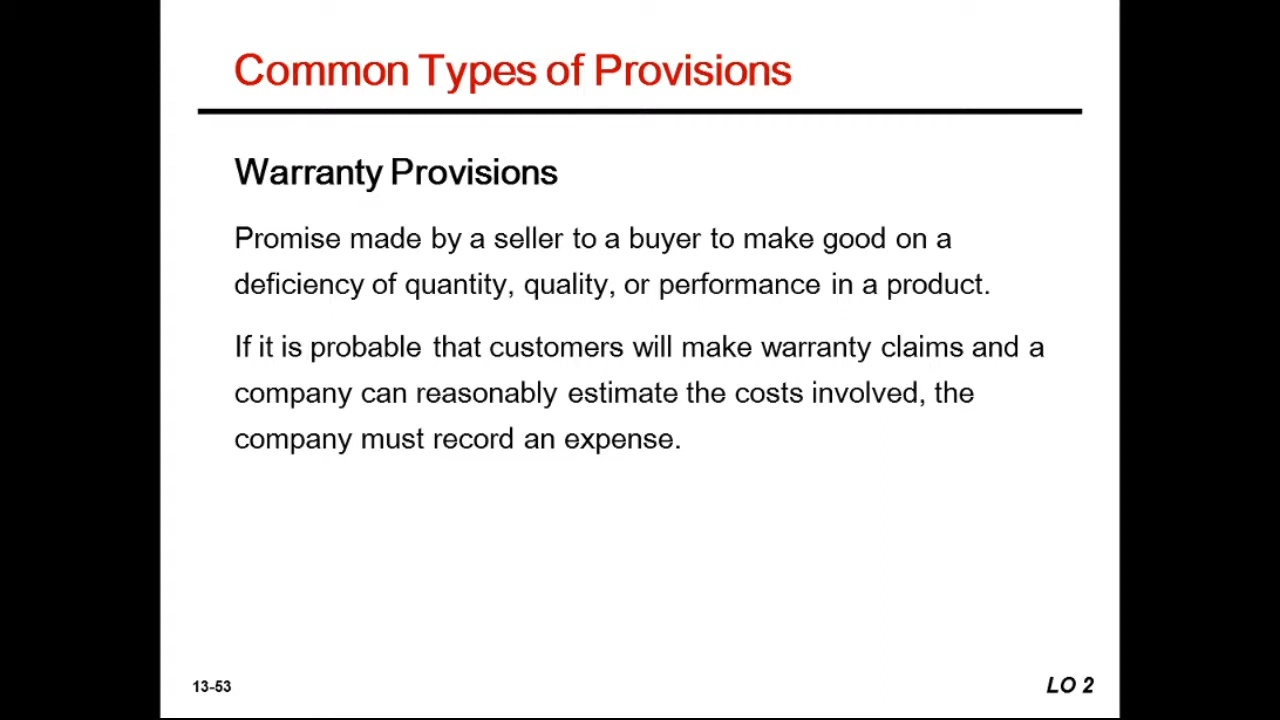 Common Types of Provisions
Warranty Provisions
Promise made by a seller to a buyer to make good on a
deficiency of quantity, quality, or performance in a product.
If it is probable that customers will make warranty claims and a
company can reasonably estimate the costs involved, the
company must record an expense.
13-53
LO 2